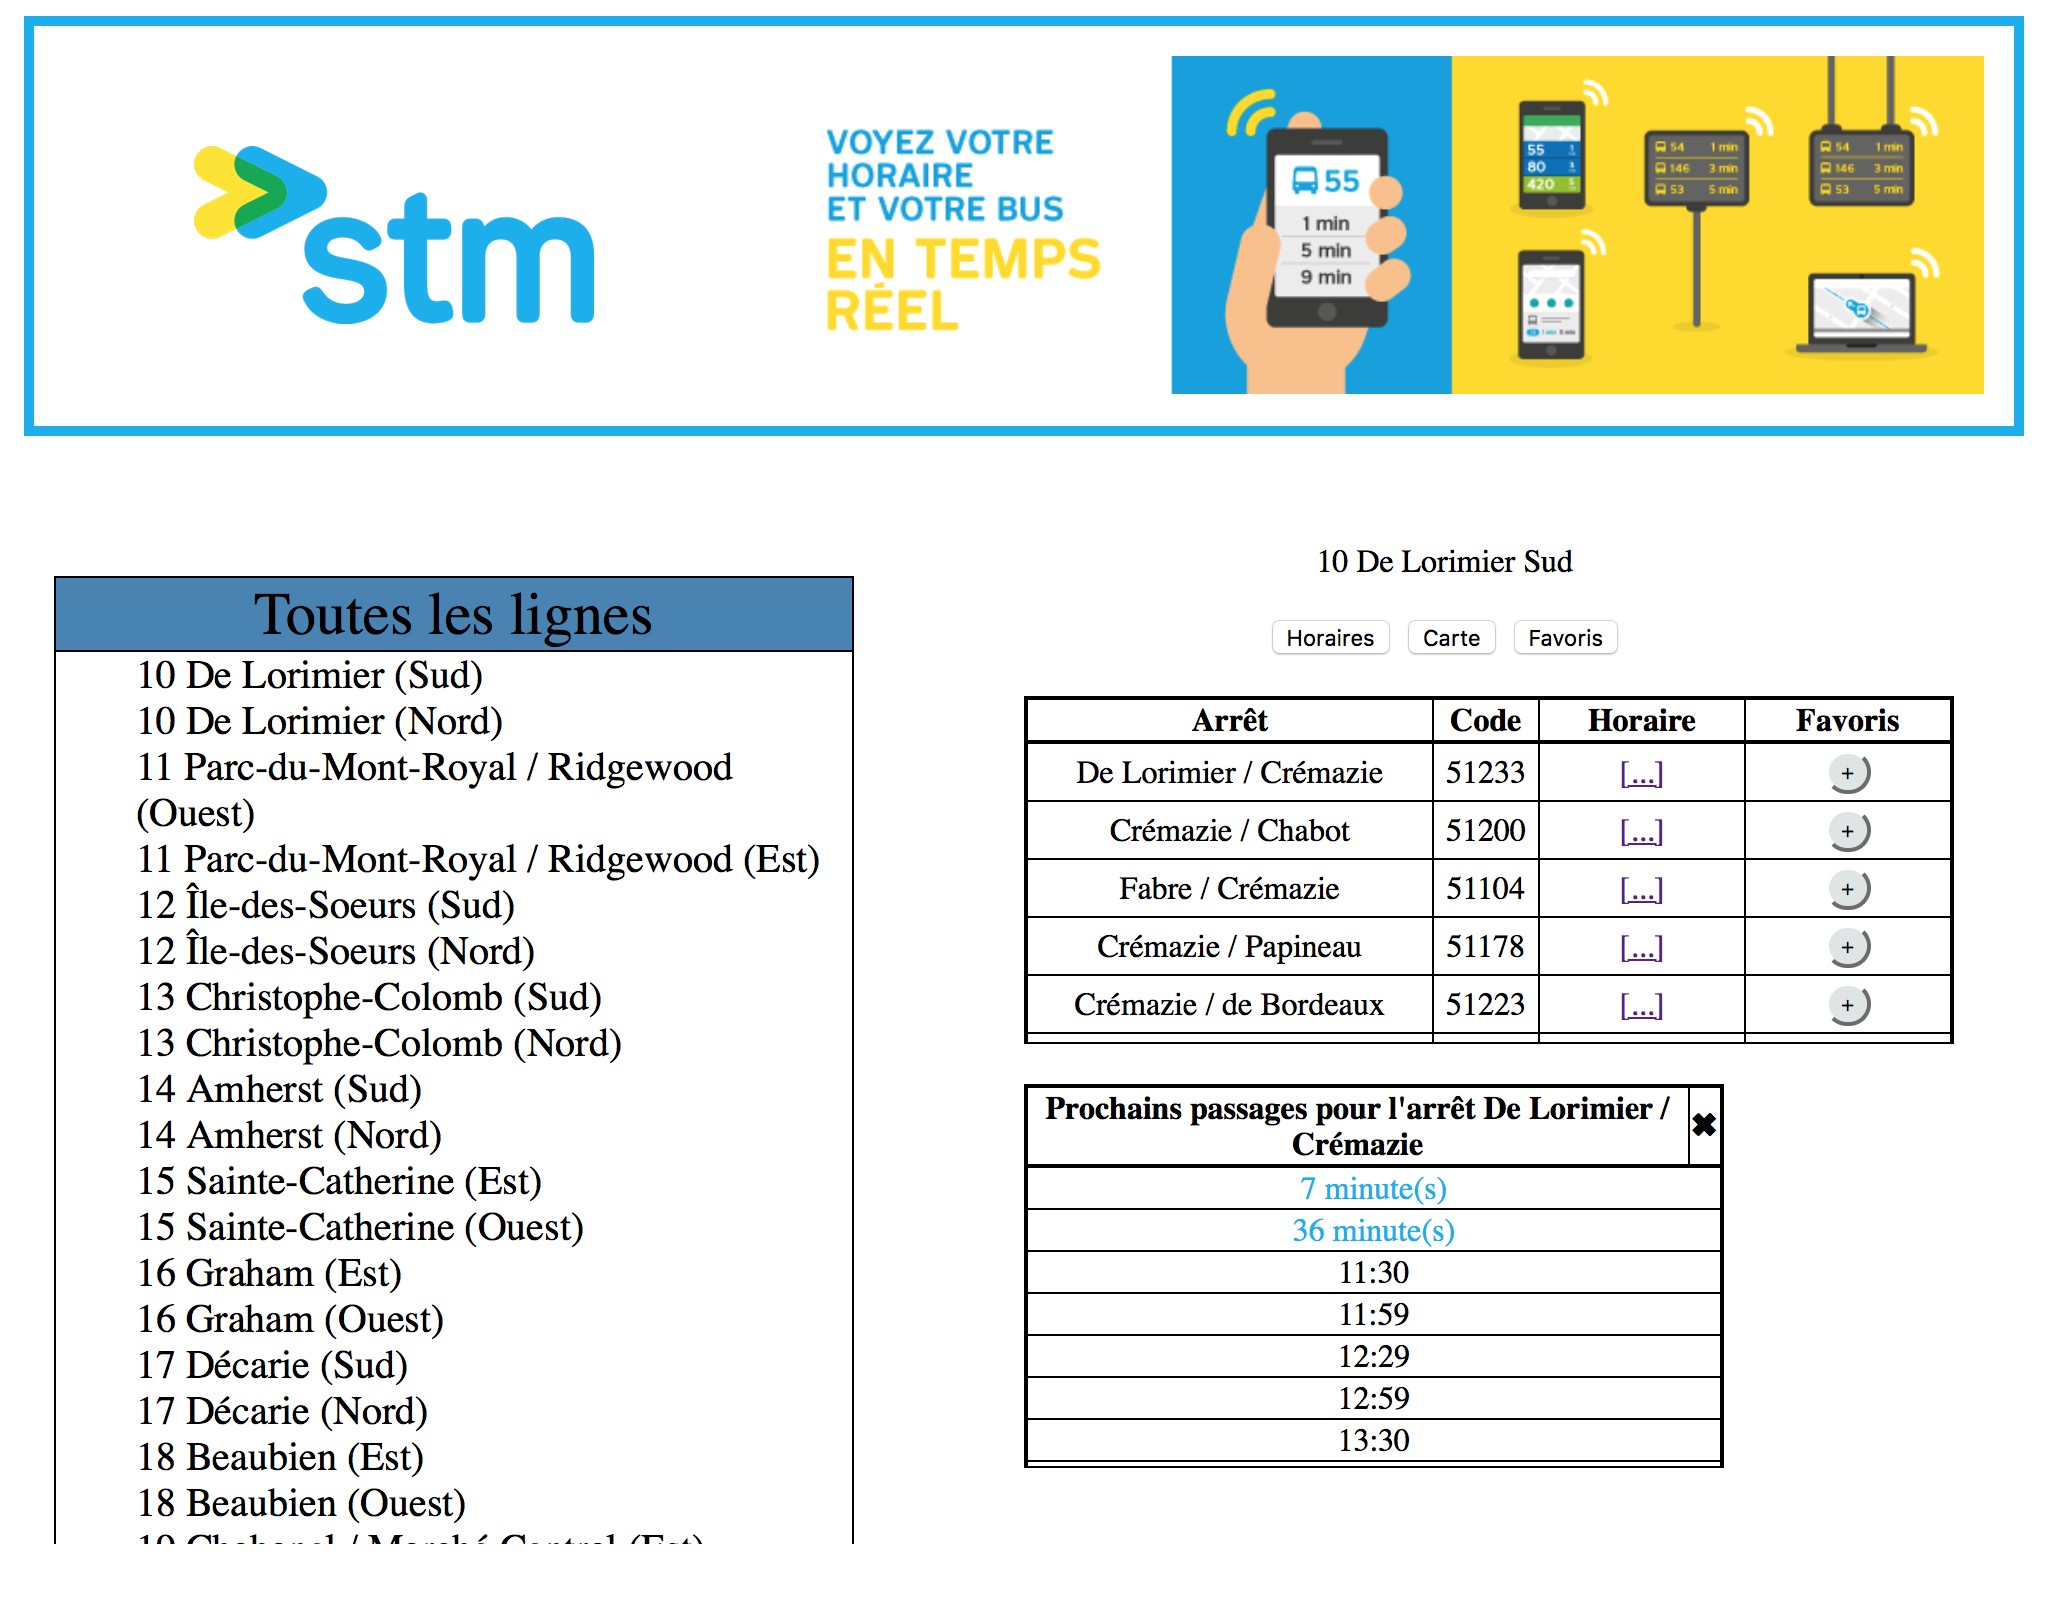 stm
VOYEZ VOTRE
HORAIRE
ET VOTRE BUS
EN TEMPS
RÉEL
55
1 min
5 min
9 min
55
80
420
54 1 min
146 3 min
53 5 min
54 1 min
146 3 min
53 5 min
Toutes les lignes
10 De Lorimier (Sud)
10 De Lorimier (Nord)
11 Parc-du-Mont-Royal / Ridgewood
(Ouest)
11 Parc-du-Mont-Royal / Ridgewood (Est)
12 Île-des-Soeurs (Sud)
12 Île-des-Soeurs (Nord)
13 Christophe-Colomb (Sud)
13 Christophe-Colomb (Nord)
14 Amherst (Sud)
14 Amherst (Nord)
15 Sainte-Catherine (Est)
15 Sainte-Catherine (Ouest)
16 Graham (Est)
16 Graham (Ouest)
17 Décarie (Sud)
17 Décarie (Nord)
18 Beaubien (Est)
18 Beaubien (Ouest)
10 De Lorimier Sud
Horaires Carte Favoris
Arrêt Code Horaire Favoris
De Lorimier / Crémazie 51233 [...] +
Crémazie / Chabot 51200 [...] +
Fabre / Crémazie 51104 [...] +
Crémazie / Papineau 51178 [...] +
Crémazie / de Bordeaux 51223 [...] +
Prochains passages pour l'arrêt De Lorimier / ✖
Crémazie
7 minute(s)
36 minute(s)
11:30
11:59
12:29
12:59
13:30